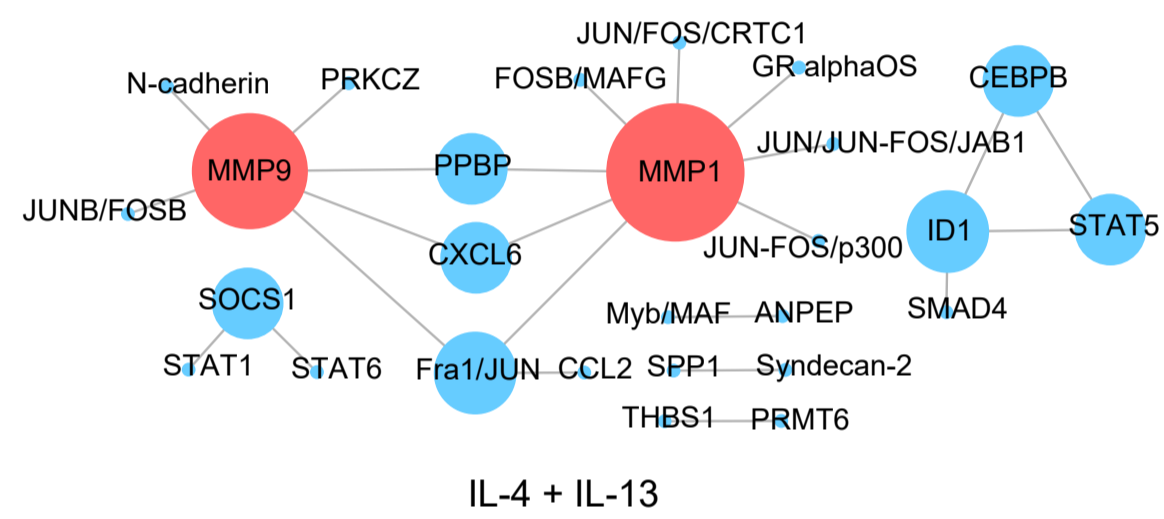 JUN/FOS/CRTC1
N-cadherin
PRKCZ
FOSB/MAFG
GR-alphaOS
CEBPB
MMP9
PPBP
MMP1
JUN/JUN-FOS/JAB1
JUNB/FOSB
CXCL6
JUN-FOS/p300
ID1
STAT5
SOCS1
Myb/MAF
ANPEP
SMAD4
STAT1
STAT6
Fra1/JUN
CCL2
SPP1
Syndecan-2
THBS1
PRMT6
IL-4 + IL-13